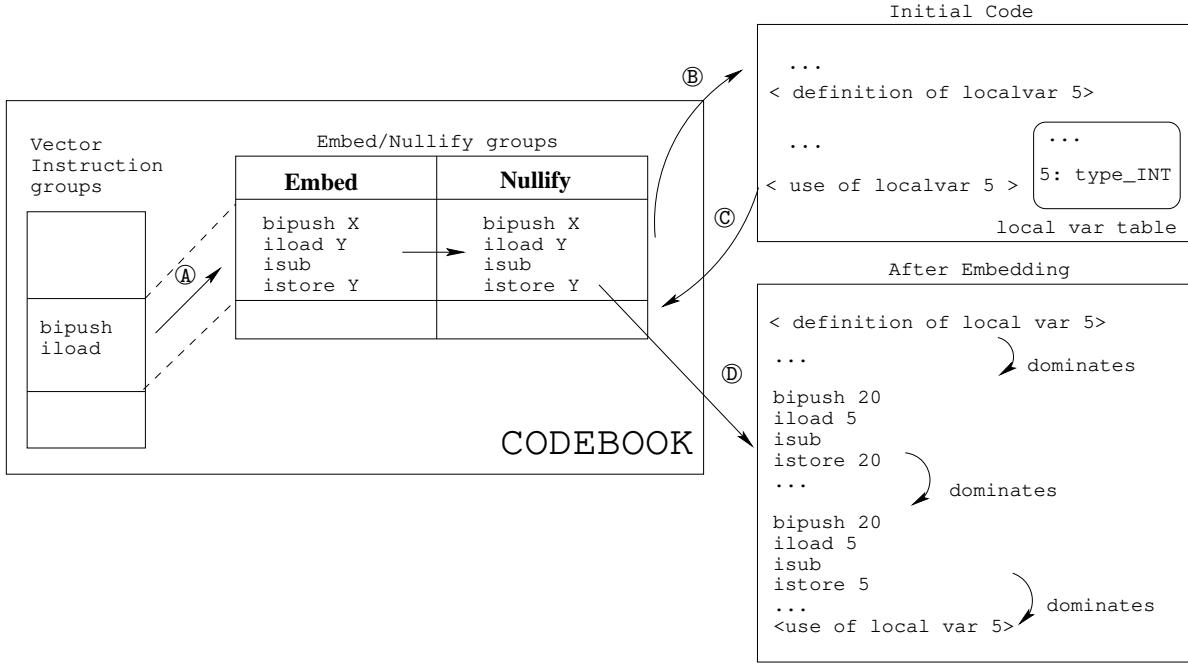 Initial Code
...
< definition of localvar 5>
...
< use of localvar 5 >
...
5: type_INT
local var table
Ⓑ
Ⓒ
Vector
Instruction
groups
bipush
iload
Ⓐ
Embed/Nullify groups
Embed
Nullify
bipush X
iload Y
isub
istore Y
bipush X
iload Y
isub
istore Y
CODEBOOK
Ⓓ
After Embedding
< definition of local var 5>
...
dominates
bipush 20
iload 5
isub
istore 20
...
dominates
bipush 20
iload 5
isub
istore 5
...
dominates
<use of local var 5>